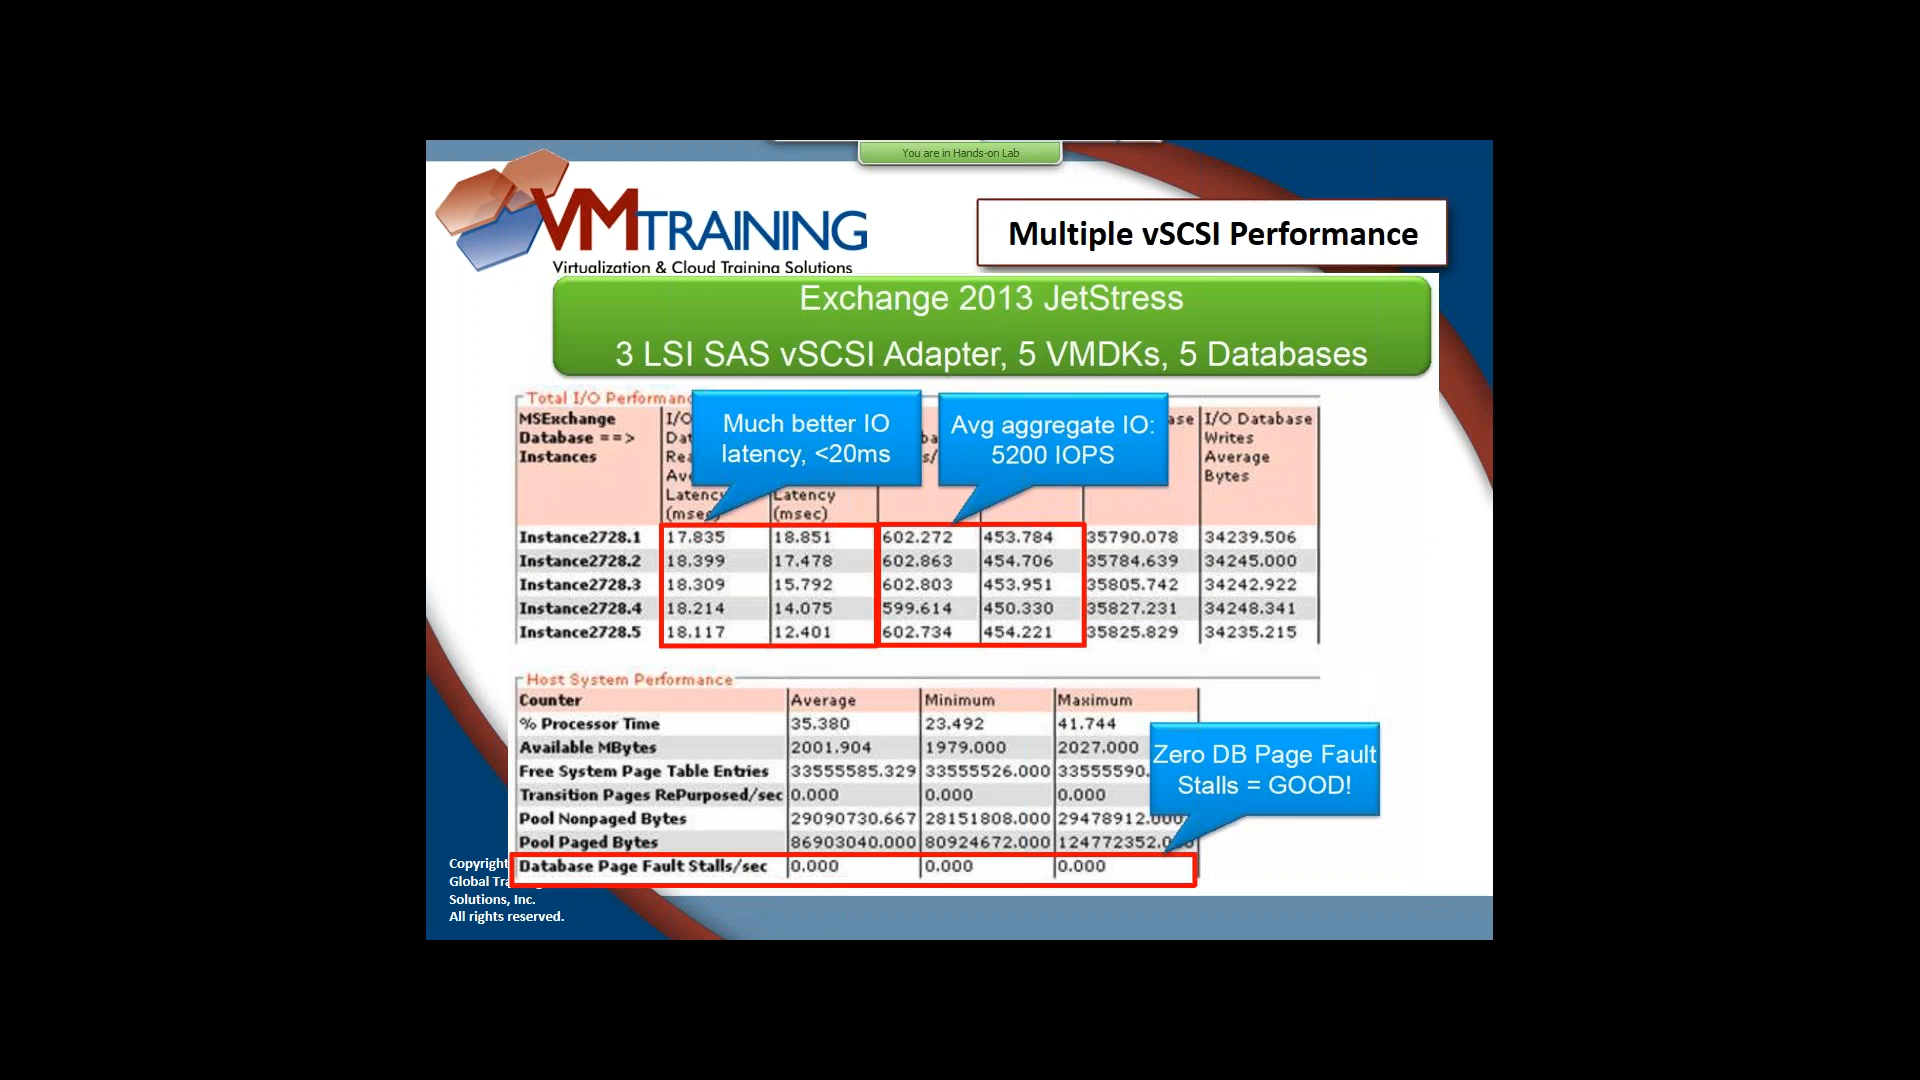 You are in Hands-on Lab
VMTRAINING
Virtualization & Cloud Training Solutions
Multiple vSCSI Performance
Exchange 2013 JetStress
3 LSI SAS vSCSI Adapter, 5 VMDKs, 5 Databases
Much better IO
latency, <20ms
Avg aggregate IO:
5200 IOPS
Total I/O Performanc
MSExchange I/O I/O Database
Database ==> Writes
Instances Average
Bytes
Latency Latency
(msec) (msec)
Instance2728.1 17.835 18.851 602.272 453.784 35790.078 34239.506
Instance2728.2 18.399 17.478 602.863 454.706 35784.639 34245.000
Instance2728.3 18.309 15.792 602.803 453.951 35805.742 34242.922
Instance2728.4 18.214 14.075 599.614 450.330 35827.231 34248.341
Instance2728.5 18.117 12.401 602.734 454.221 35825.829 34235.215
Host System Performance
Counter Average Minimum Maximum
% Processor Time 35.380 23.492 41.744
Available MBytes 2001.904 1979.000 2027.000
Free System Page Table Entries 33555585.329 33555526.000 33555590.
Transition Pages RePurposed/sec 0.000 0.000 0.000
Pool Nonpaged Bytes 29090730.667 28151808.000 29478912.000
Pool Paged Bytes 86903040.000 80924672.000 124772352.0
Database Page Fault Stalls/sec 0.000 0.000 0.000
Zero DB Page Fault
Stalls = GOOD!
Copyright
Global
Solutions, Inc.
All rights reserved.